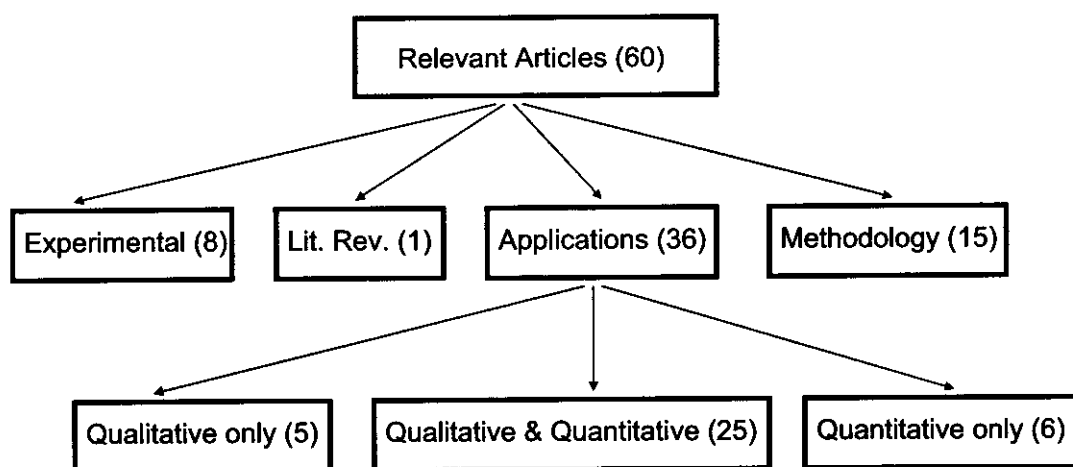 Relevant Articles (60)
Experimental (8)
Lit. Rev. (1)
Applications (36)
Methodology (15)
Qualitative only (5)
Qualitative & Quantitative (25)
Quantitative only (6)